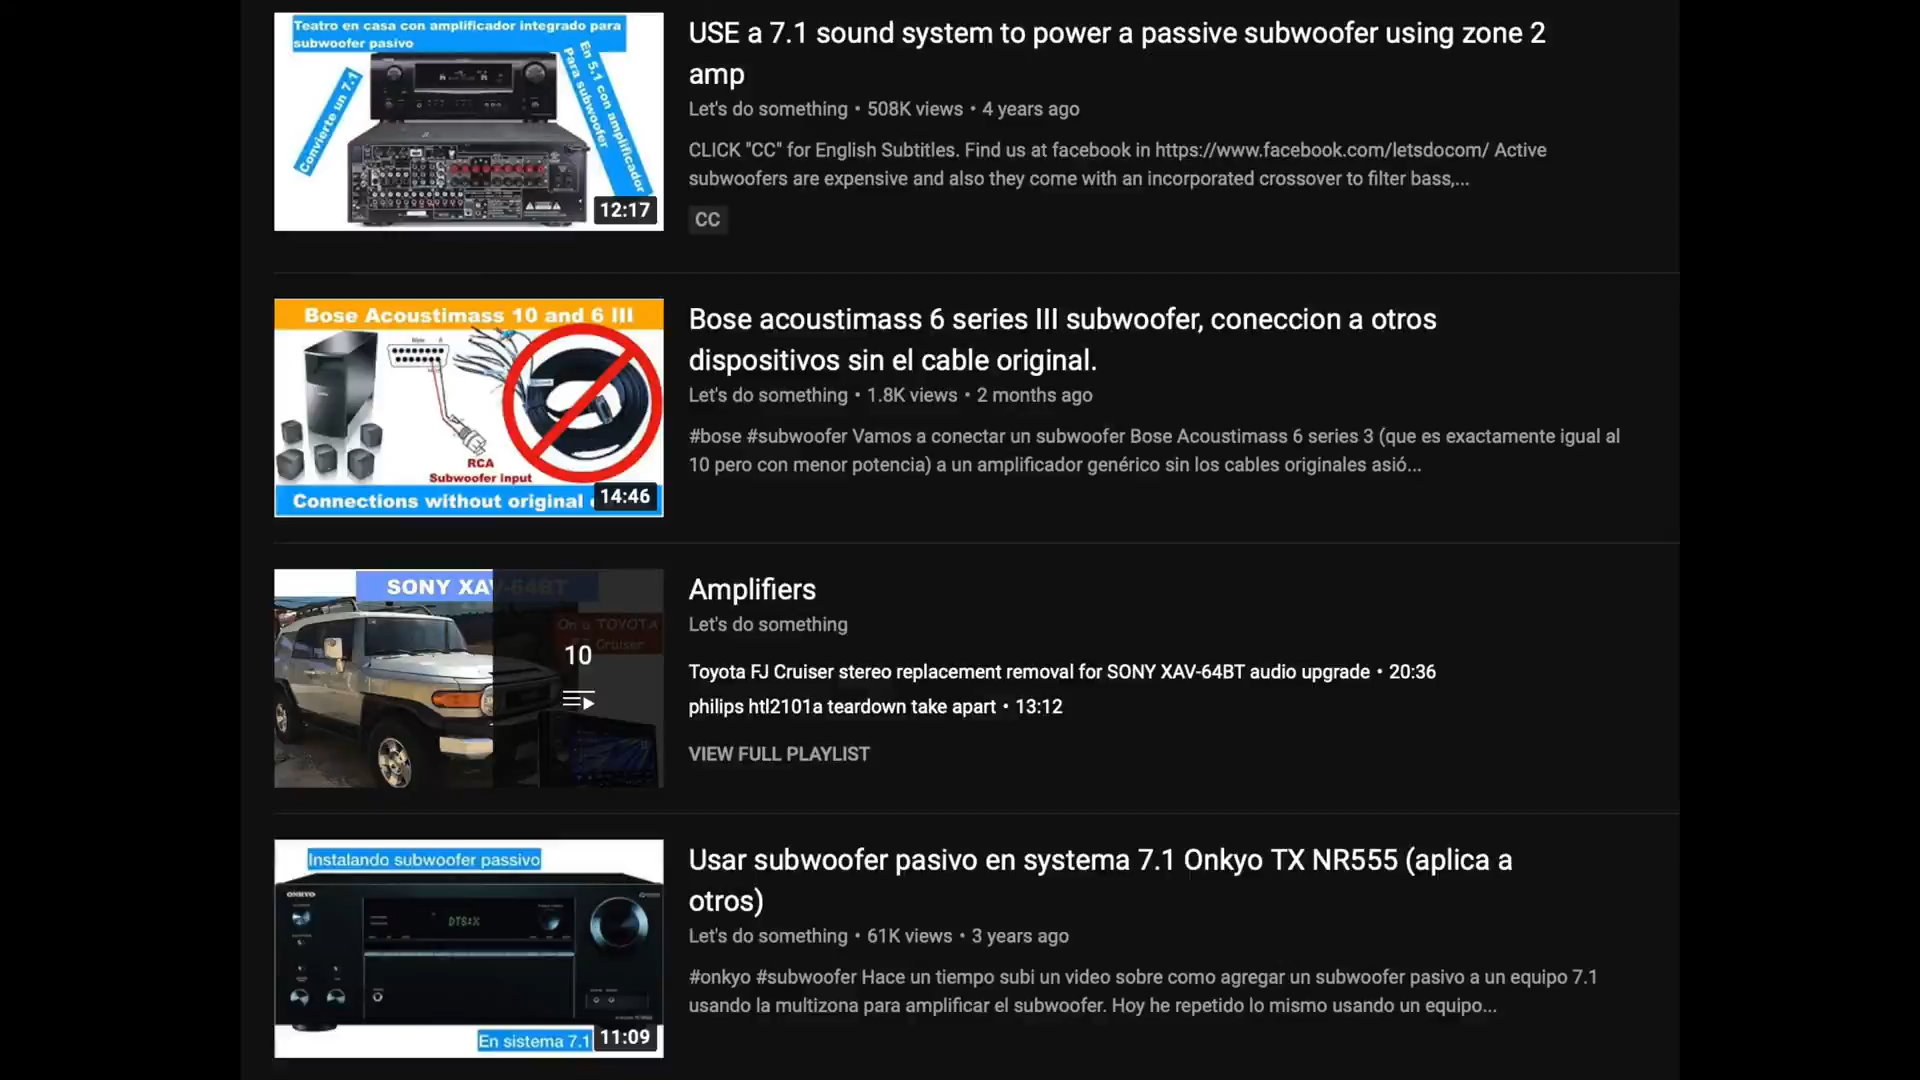 Teatro en casa con amplificador integrado para
subwoofer pasivo
Convierte un 7.1
En 5.1 con amplificador
Para subwoofer
12:17
USE a 7.1 sound system to power a passive subwoofer using zone 2
amp
Let's do something • 508K views • 4 years ago
CLICK "CC" for English Subtitles. Find us at facebook in https://www.facebook.com/letsdocom/ Active
subwoofers are expensive and also they come with an incorporated crossover to filter bass,...
CC
Bose Acoustimass 10 and 6 III
RCA
Subwoofer Input
Connections without original
14:46
Bose acoustimass 6 series III subwoofer, coneccion a otros
dispositivos sin el cable original.
Let's do something • 1.8K views • 2 months ago
#bose #subwoofer Vamos a conectar un subwoofer Bose Acoustimass 6 series 3 (que es exactamente igual al
10 pero con menor potencia) a un amplificador genérico sin los cables originales asió...
SONY XAV-64BT
On a TOYOTA
FJ Cruiser
10
Amplifiers
Let's do something
Toyota FJ Cruiser stereo replacement removal for SONY XAV-64BT audio upgrade • 20:36
philips htl2101a teardown take apart • 13:12
VIEW FULL PLAYLIST
Instalando subwoofer passivo
ONKYO
DTS:X
En sistema 7.1
11:09
Usar subwoofer pasivo en systema 7.1 Onkyo TX NR555 (aplica a
otros)
Let's do something • 61K views • 3 years ago
#onkyo #subwoofer Hace un tiempo subi un video sobre como agregar un subwoofer pasivo a un equipo 7.1
usando la multizona para amplificar el subwoofer. Hoy he repetido lo mismo usando un equipo...